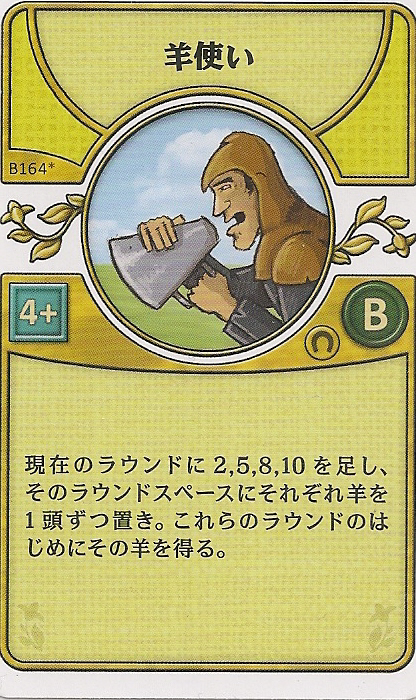 羊使い
B164*
4+
B
現在のラウンドに 2,5,8,10 を足し、
そのラウンドスペースにそれぞれ羊を
1 頭ずつ置き。これらのラウンドのは
じめにその羊を得る。